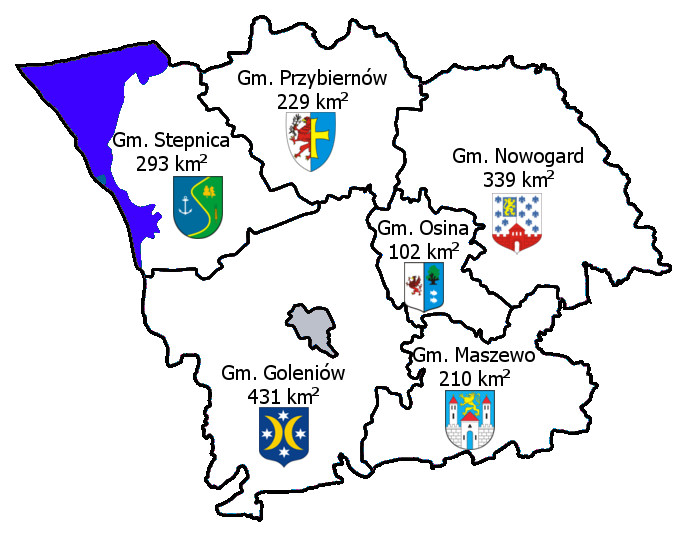 Gm. Przybiernów
229 km²
Gm. Stepnica
293 km²
Gm. Nowogard
339 km²
Gm. Osina
102 km²
Gm. Maszewo
210 km²
Gm. Goleniów
431 km²